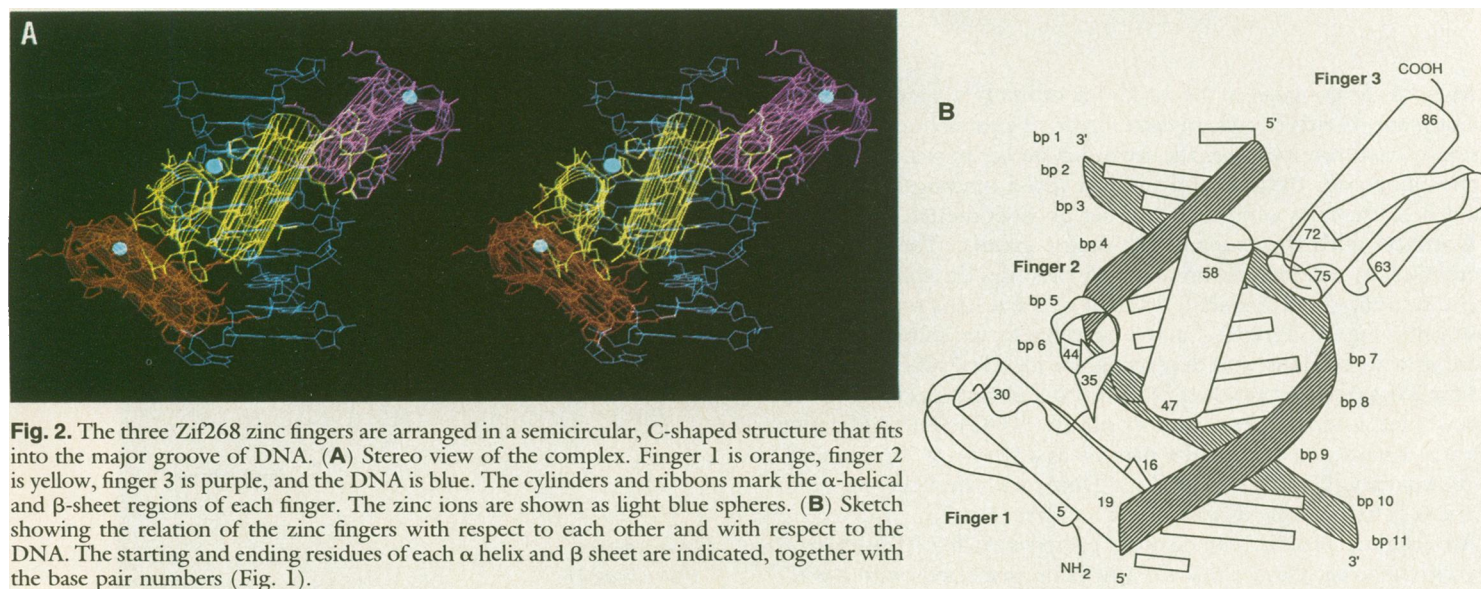 A
Fig. 2. The three Zif268 zinc fingers are arranged in a semicircular, C-shaped structure that fits
into the major groove of DNA. (A) Stereo view of the complex. Finger 1 is orange, finger 2
is yellow, finger 3 is purple, and the DNA is blue. The cylinders and ribbons mark the α-helical
and β-sheet regions of each finger. The zinc ions are shown as light blue spheres. (B) Sketch
showing the relation of the zinc fingers with respect to each other and with respect to the
DNA. The starting and ending residues of each α helix and β sheet are indicated, together with
the base pair numbers (Fig. 1).
B
Finger 3
COOH
86
bp 1
3'
5'
bp 2
bp 3
bp 4
72
Finger 2
58
75
63
bp 5
bp 6
44
35
bp 7
30
47
bp 8
16
bp 9
19
bp 10
Finger 1
5
bp 11
NH2
5'
3'